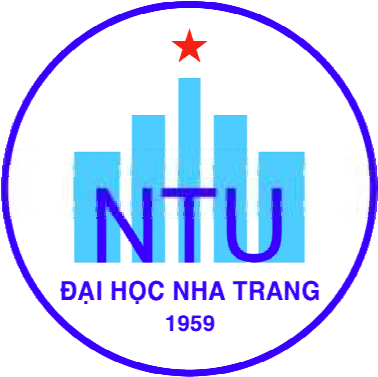 NTU
ĐẠI HỌC NHA TRANG
1959